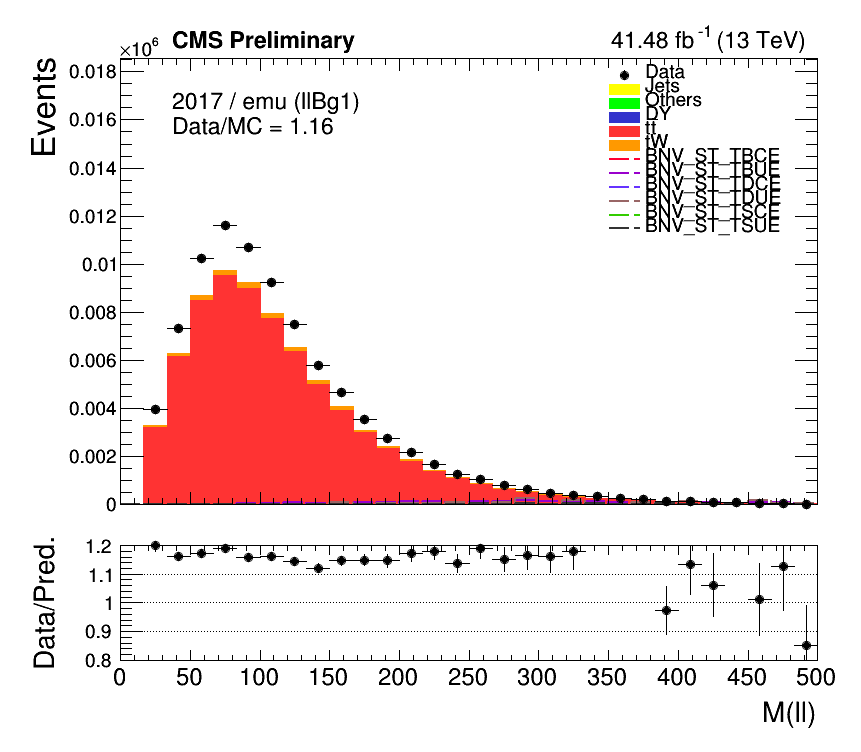 ×10⁶ CMS Preliminary 41.48 fb⁻¹ (13 TeV)
Events
2017 / emu (llBg1)
Data/MC = 1.16
Data
Jets
Others
DY
tt
tW
BNV_ST_TBCE
BNV_ST_TBUE
BNV_ST_TDCE
BNV_ST_TDUE
BNV_ST_TSCE
BNV_ST_TSUE
0.018
0.016
0.014
0.012
0.01
0.008
0.006
0.004
0.002
0
Data/Pred.
1.2
1.1
1
0.9
0.8
0 50 100 150 200 250 300 350 400 450 500
M(ll)